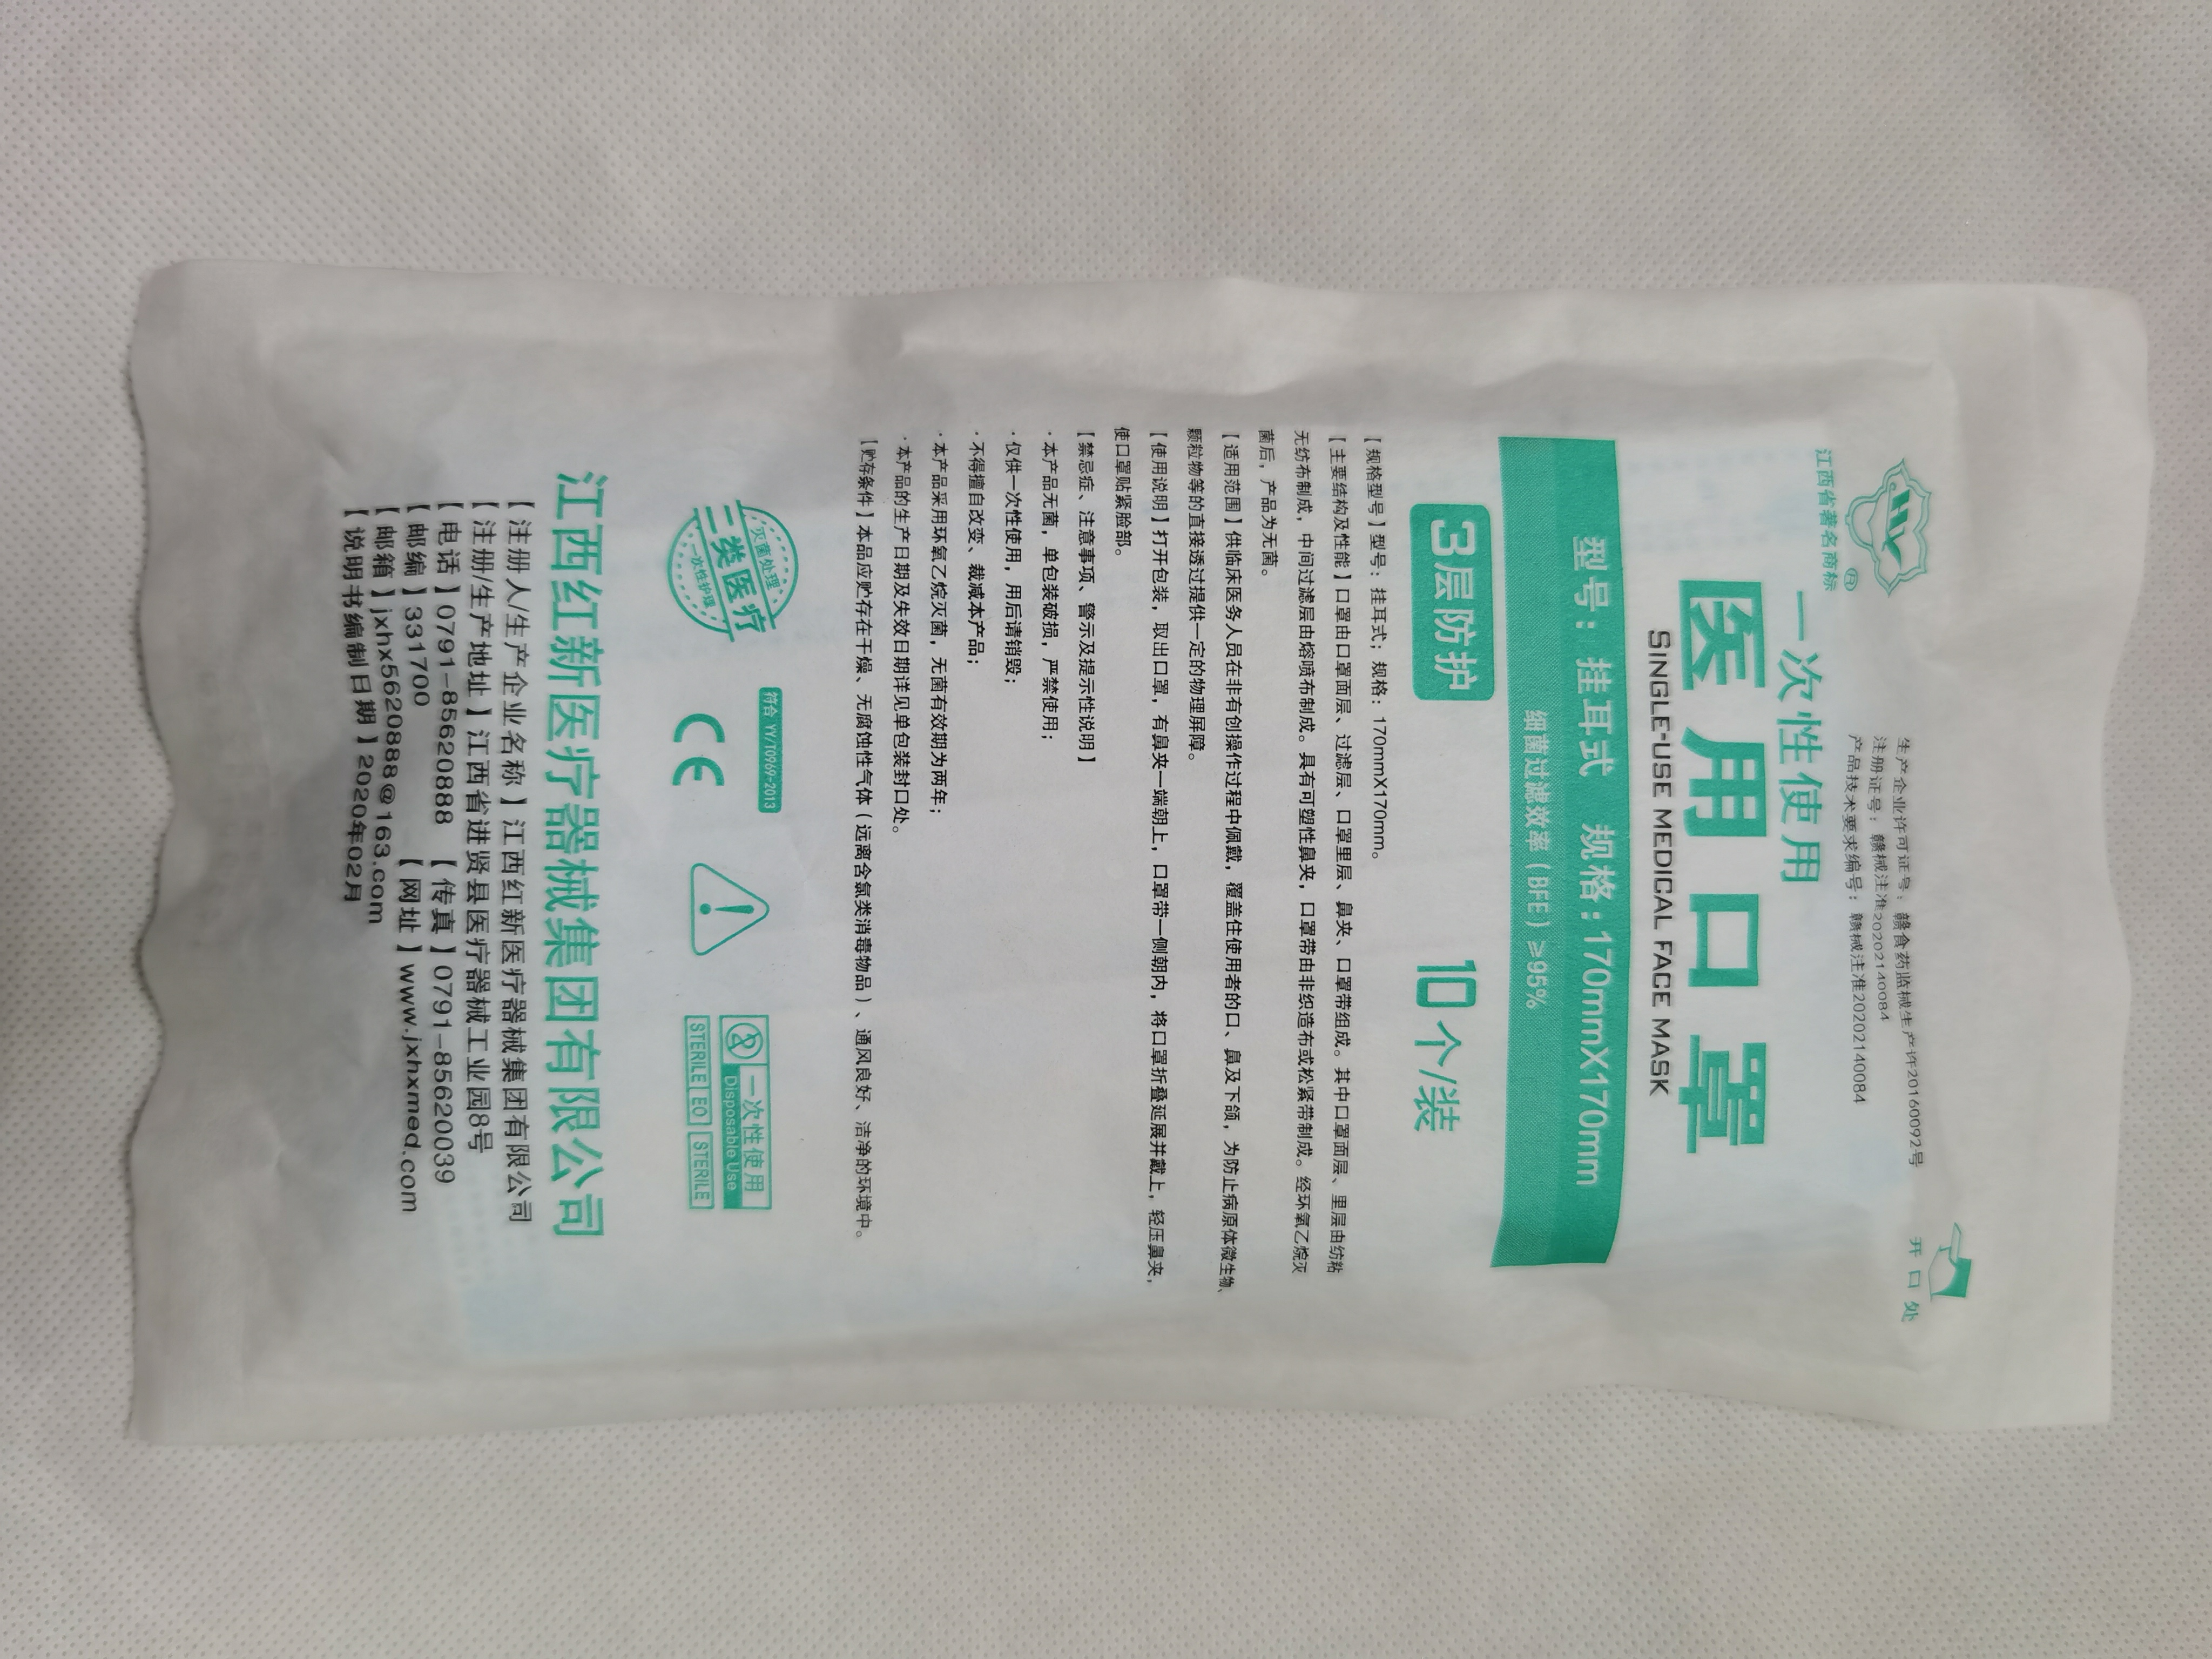 江西省著名商标
®
生产企业许可证号：赣食药监械生产许20160092号
注册证号：赣械注准20202140084
产品技术要求编号：赣械注准20202140084
开口处
一次性使用
医用口罩
SINGLE-USE MEDICAL FACE MASK
型号：挂耳式 规格：170mmX170mm
细菌过滤效率（BFE）≥95%
3层防护
10个/装
【规格型号】型号：挂耳式；规格：170mmX170mm。
【主要结构及性能】口罩由口罩面层、过滤层、口罩里层、鼻夹、口罩带组成。其中口罩面层、里层由纺粘
无纺布制成，中间过滤层由熔喷布制成。具有可塑性鼻夹，口罩带由非织造布或松紧带制成。经环氧乙烷灭
菌后，产品为无菌。
【适用范围】供临床医务人员在非有创操作过程中佩戴，覆盖住使用者的口、鼻及下颌，为防止病原体微生物、
颗粒物等的直接透过提供一定的物理屏障。
【使用说明】打开包装，取出口罩，有鼻夹一端朝上，口罩带一侧朝内，将口罩折叠延展并戴上，轻压鼻夹，
使口罩贴紧脸部。
【禁忌症、注意事项、警示及提示性说明】
·本产品无菌，单包装破损，严禁使用；
·仅供一次性使用，用后请销毁；
·不得擅自改变、裁减本产品；
·本产品采用环氧乙烷灭菌，无菌有效期为两年；
·本产品的生产日期及失效日期详见单包装封口处。
【贮存条件】本品应贮存在干燥、无腐蚀性气体（远离含氯类消毒物品）、通风良好、洁净的环境中。
灭菌处理
二类医疗
一次性护理
符合 YY/T0969-2013
CE
一次性使用
Disposable Use
STERILE EO STERILE
江西红新医疗器械集团有限公司
【注册人/生产企业名称】江西红新医疗器械集团有限公司
【注册/生产地址】江西省进贤县医疗器械工业园8号
【电话】0791-85620888 【传真】0791-85620039
【邮编】331700 【网址】www.jxhxmed.com
【邮箱】jxhx5620888@163.com
【说明书编制日期】2020年02月